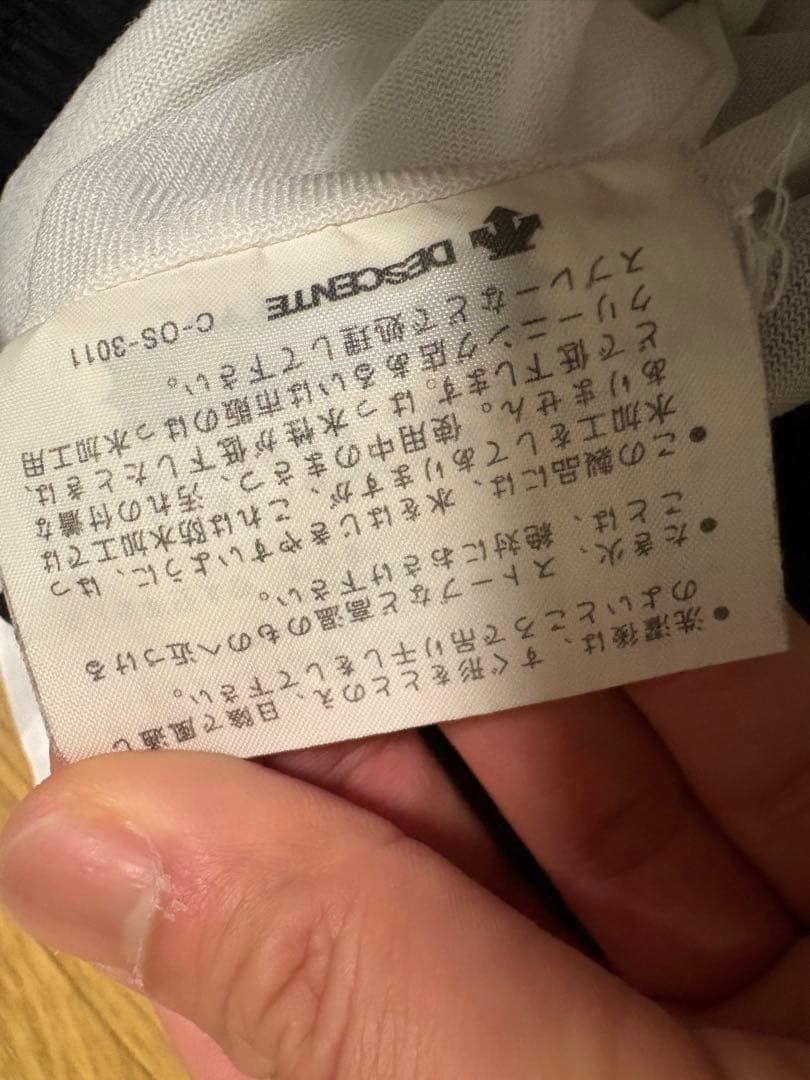 ● 洗濯後は、すぐ形をととのえ、日陰で風通し
のよいところで吊り干しをして下さい。
● たき火、ストーブなど高温のものへ近づける
ことは、絶対におさけ下さい。
● この製品には、水をはじきやすいように、はっ
水加工をしてありますが、これは防水加工では
ありません。使用中のまさつ、汚れの付着な
どで低下します。はっ水性が低下したときは、
クリーニング店あるいは市販のはっ水加工用
スプレーなどで処理して下さい。
DESCENTE C-OS-3011